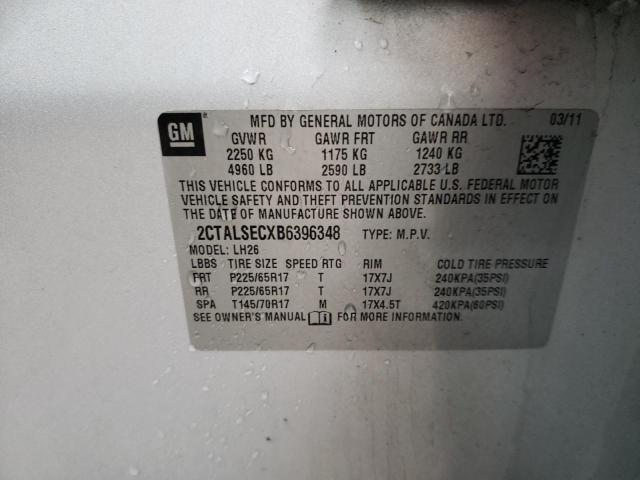 GM
MFD BY GENERAL MOTORS OF CANADA LTD. 03/11
GVWR GAWR FRT GAWR RR
2250 KG 1175 KG 1240 KG
4960 LB 2590 LB 2733 LB
THIS VEHICLE CONFORMS TO ALL APPLICABLE U.S. FEDERAL MOTOR
VEHICLE SAFETY AND THEFT PREVENTION STANDARDS IN EFFECT ON
THE DATE OF MANUFACTURE SHOWN ABOVE.
2CTALSECXB6396348 TYPE: M.P.V.
MODEL: LH26
LBBS TIRE SIZE SPEED RTG RIM COLD TIRE PRESSURE
FRT P225/65R17 T 17X7J 240KPA(35PSI)
RR P225/65R17 T 17X7J 240KPA(35PSI)
SPA T145/70R17 M 17X4.5T 420KPA(60PSI)
SEE OWNER'S MANUAL FOR MORE INFORMATION.